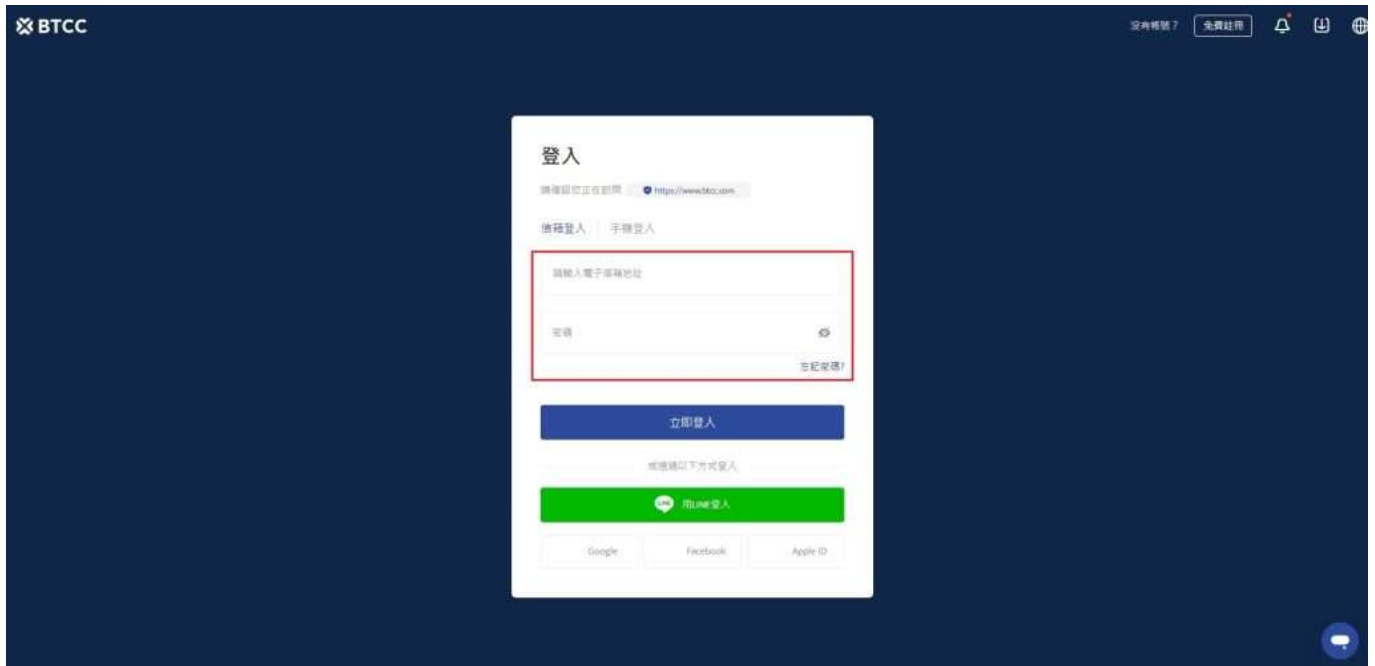 BTCC
沒有帳號？ 免費註冊
登入
請確認您正在訪問 https://www.btcc.com
信箱登入 手機登入
請輸入電子信箱地址
密碼
忘記密碼?
立即登入
或透過以下方式登入
LINE 用LINE登入
Google Facebook Apple ID